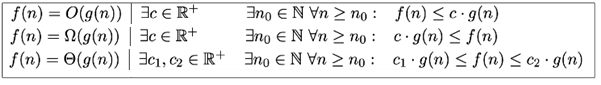 f(n) = O(g(n)) | ∃c ∈ ℝ⁺ ∃n₀ ∈ ℕ ∀n ≥ n₀ : f(n) ≤ c · g(n)
f(n) = Ω(g(n)) | ∃c ∈ ℝ⁺ ∃n₀ ∈ ℕ ∀n ≥ n₀ : c · g(n) ≤ f(n)
f(n) = Θ(g(n)) | ∃c₁, c₂ ∈ ℝ⁺ ∃n₀ ∈ ℕ ∀n ≥ n₀ : c₁ · g(n) ≤ f(n) ≤ c₂ · g(n)